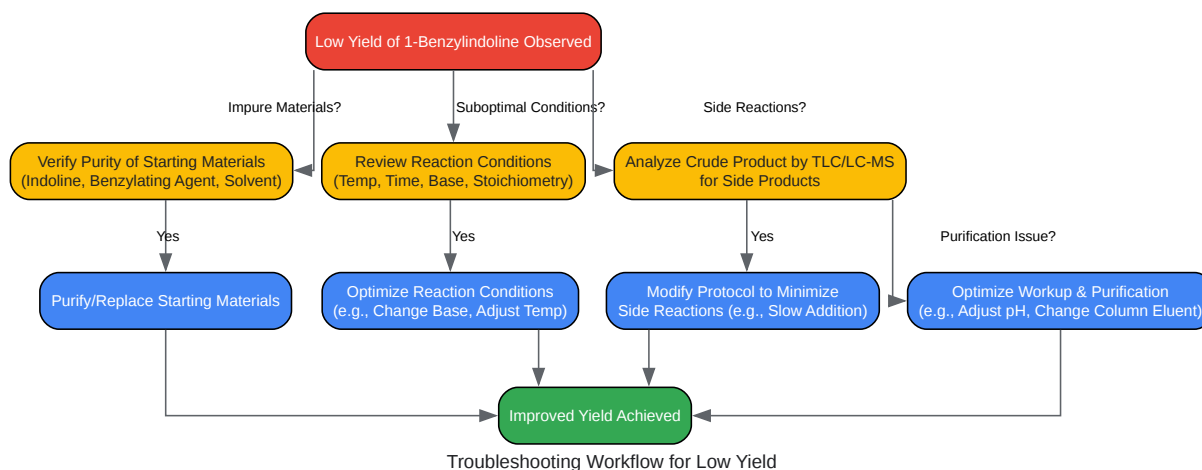 Low Yield of 1-Benzylindoline Observed
Impure Materials?
Suboptimal Conditions?
Side Reactions?
Verify Purity of Starting Materials
(Indoline, Benzylating Agent, Solvent)
Review Reaction Conditions
(Temp, Time, Base, Stoichiometry)
Analyze Crude Product by TLC/LC-MS
for Side Products
Yes
Yes
Yes
Purification Issue?
Purify/Replace Starting Materials
Optimize Reaction Conditions
(e.g., Change Base, Adjust Temp)
Modify Protocol to Minimize
Side Reactions (e.g., Slow Addition)
Optimize Workup & Purification
(e.g., Adjust pH, Change Column Eluent)
Improved Yield Achieved
Troubleshooting Workflow for Low Yield